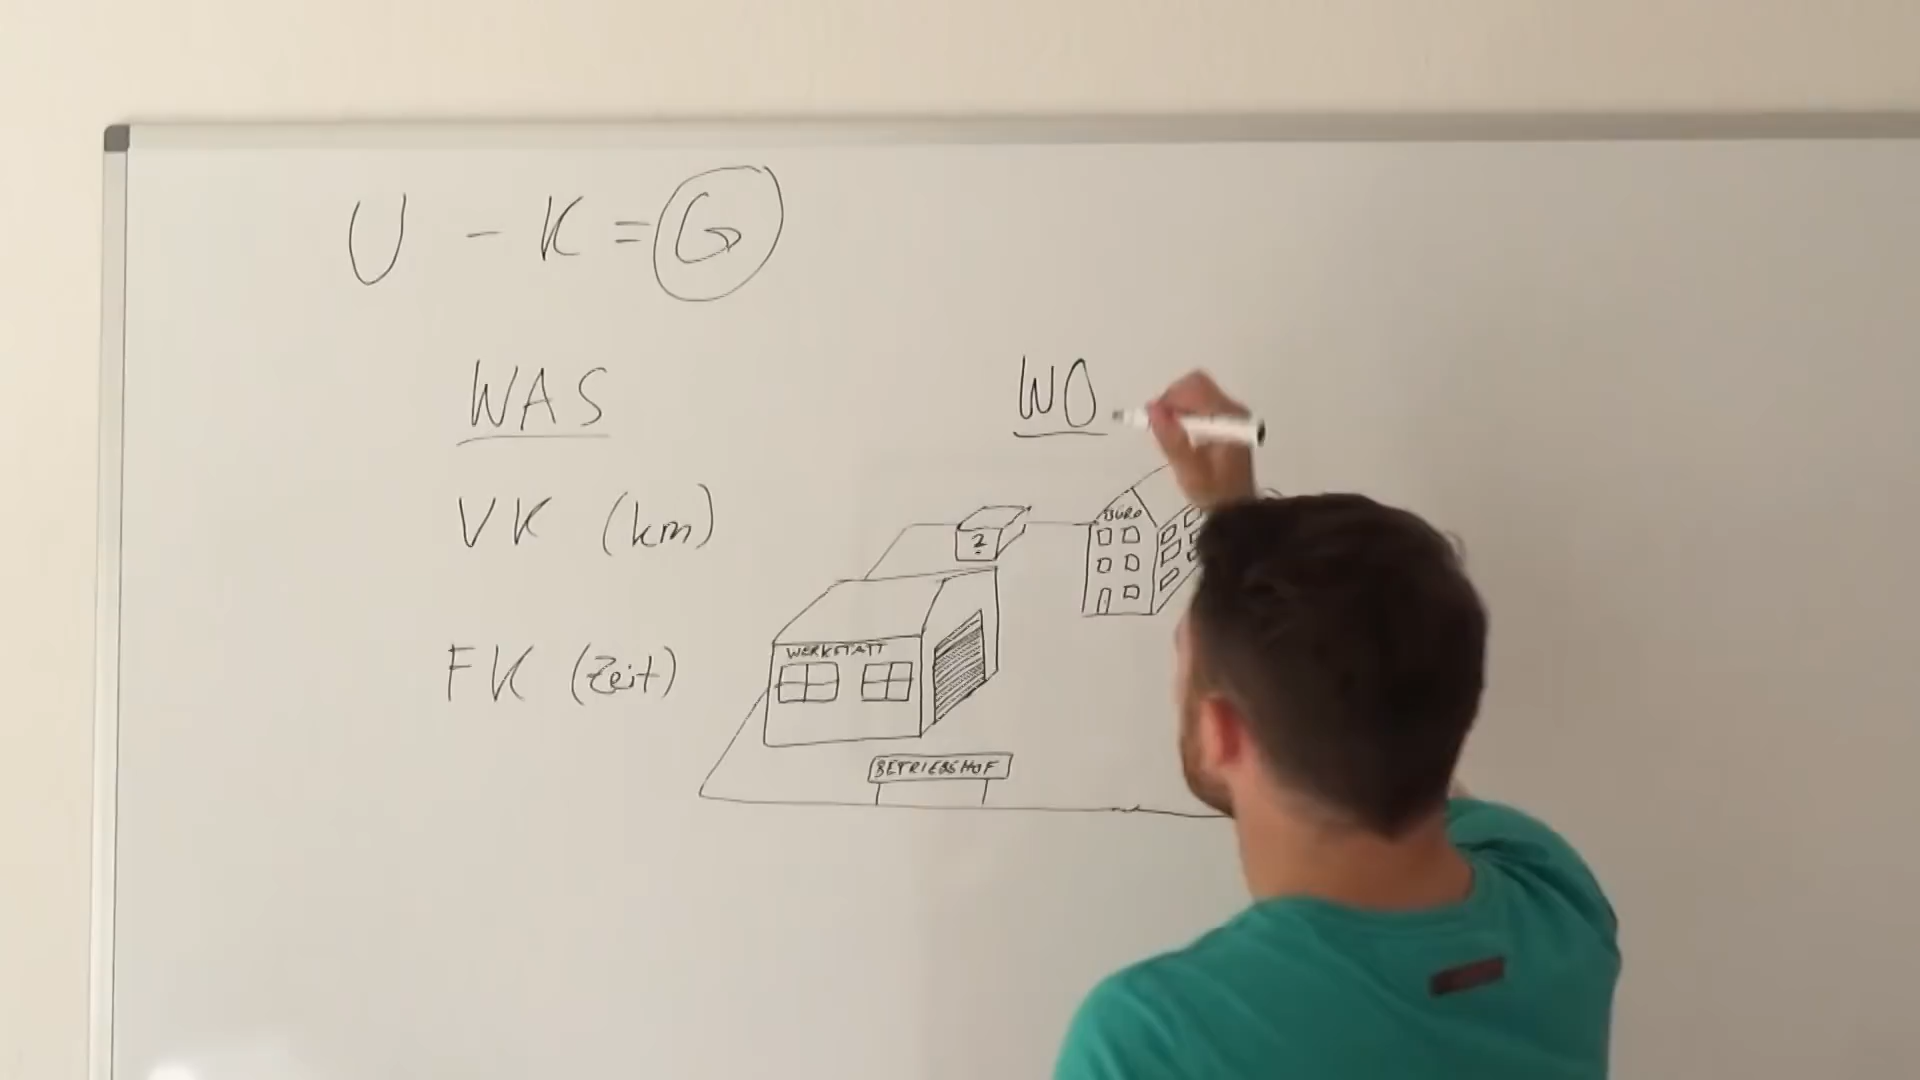 U - K = G
WAS
WO
VK (km)
FK (Zeit)
?
BÜRO
WERKSTATT
BETRIEBSHOF